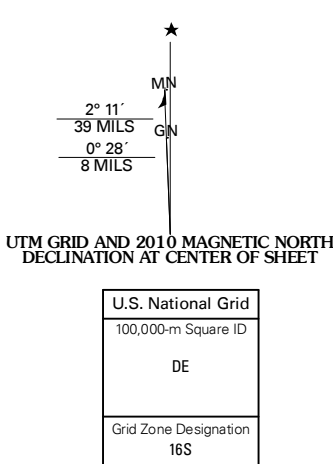 ★
MN
2° 11´
39 MILS
GN
0° 28´
8 MILS
UTM GRID AND 2010 MAGNETIC NORTH
DECLINATION AT CENTER OF SHEET
U.S. National Grid
100,000-m Square ID
DE
Grid Zone Designation
16S